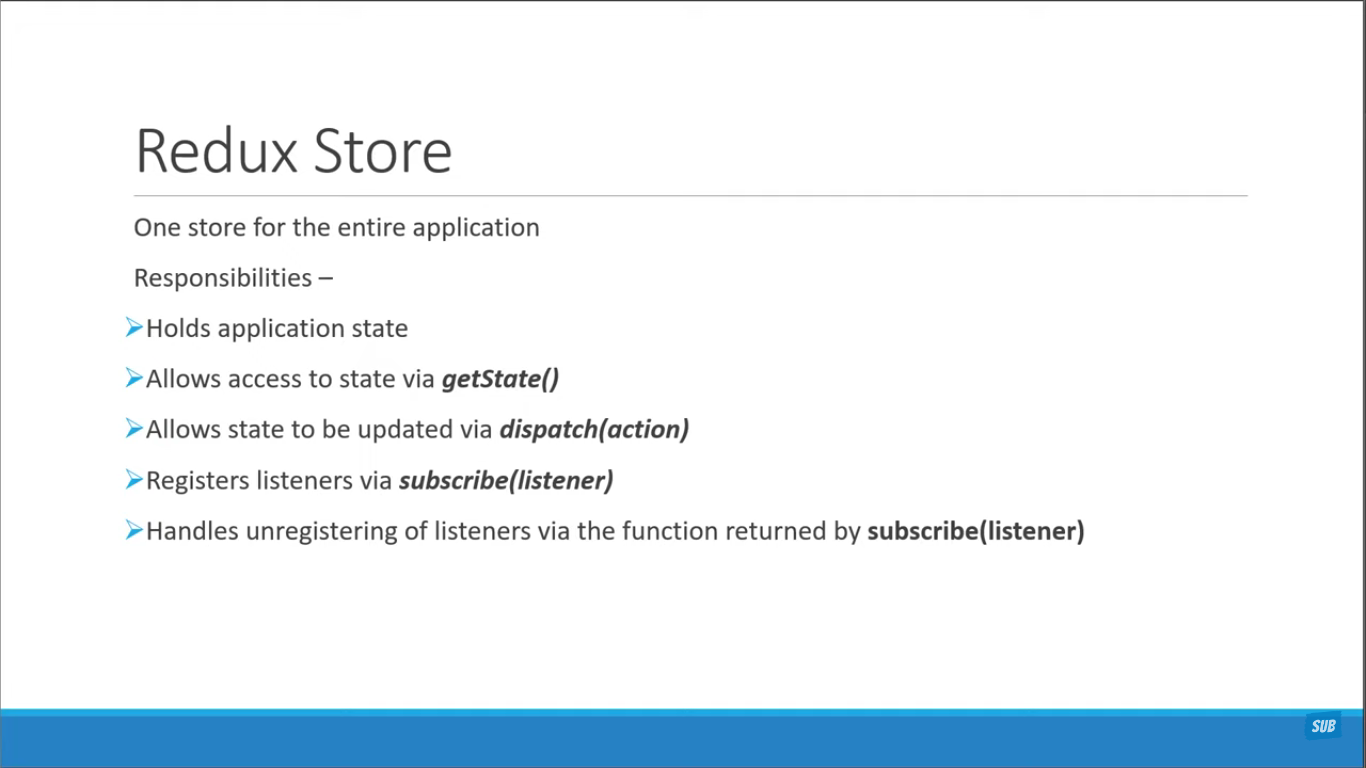 Redux Store
One store for the entire application
Responsibilities –
➢Holds application state
➢Allows access to state via getState()
➢Allows state to be updated via dispatch(action)
➢Registers listeners via subscribe(listener)
➢Handles unregistering of listeners via the function returned by subscribe(listener)
SUB